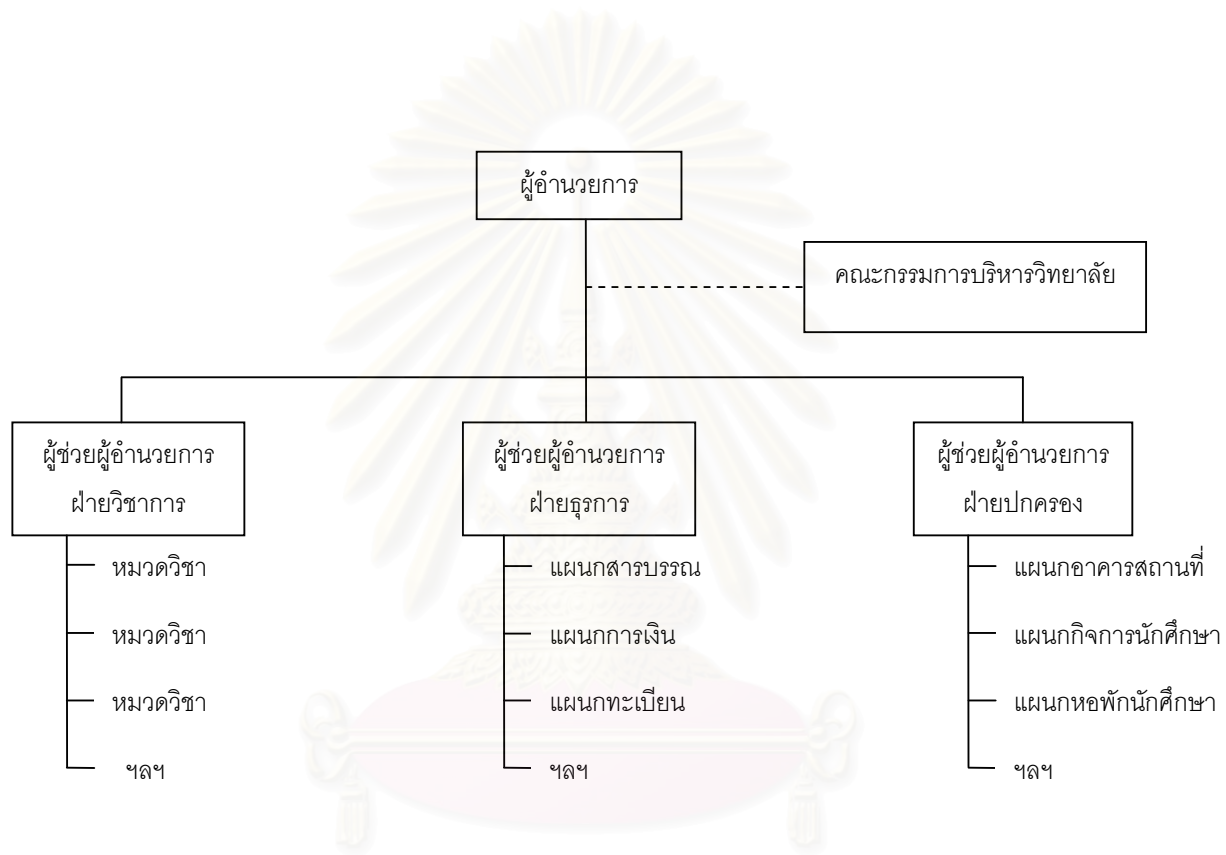 ผู้อำนวยการ
คณะกรรมการบริหารวิทยาลัย
ผู้ช่วยผู้อำนวยการ
ฝ่ายวิชาการ
หมวดวิชา
หมวดวิชา
หมวดวิชา
ฯลฯ
ผู้ช่วยผู้อำนวยการ
ฝ่ายธุรการ
แผนกสารบรรณ
แผนกการเงิน
แผนกทะเบียน
ฯลฯ
ผู้ช่วยผู้อำนวยการ
ฝ่ายปกครอง
แผนกอาคารสถานที่
แผนกกิจการนักศึกษา
แผนกหอพักนักศึกษา
ฯลฯ